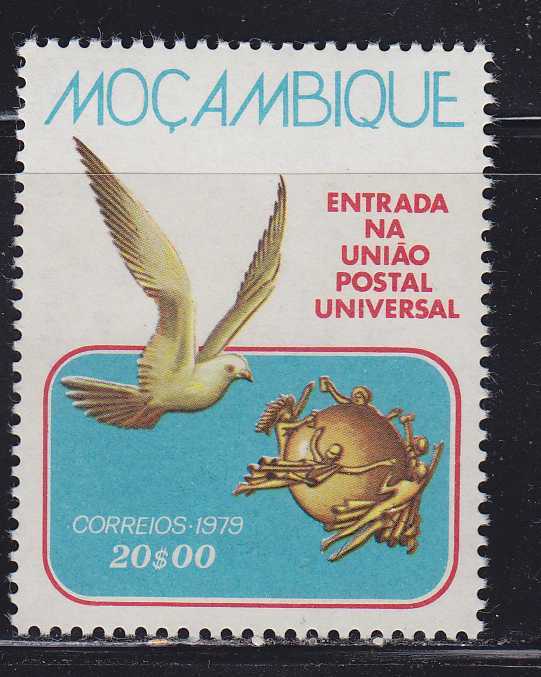 MOÇAMBIQUE
ENTRADA
NA
UNIÃO
POSTAL
UNIVERSAL
CORREIOS·1979
20$00